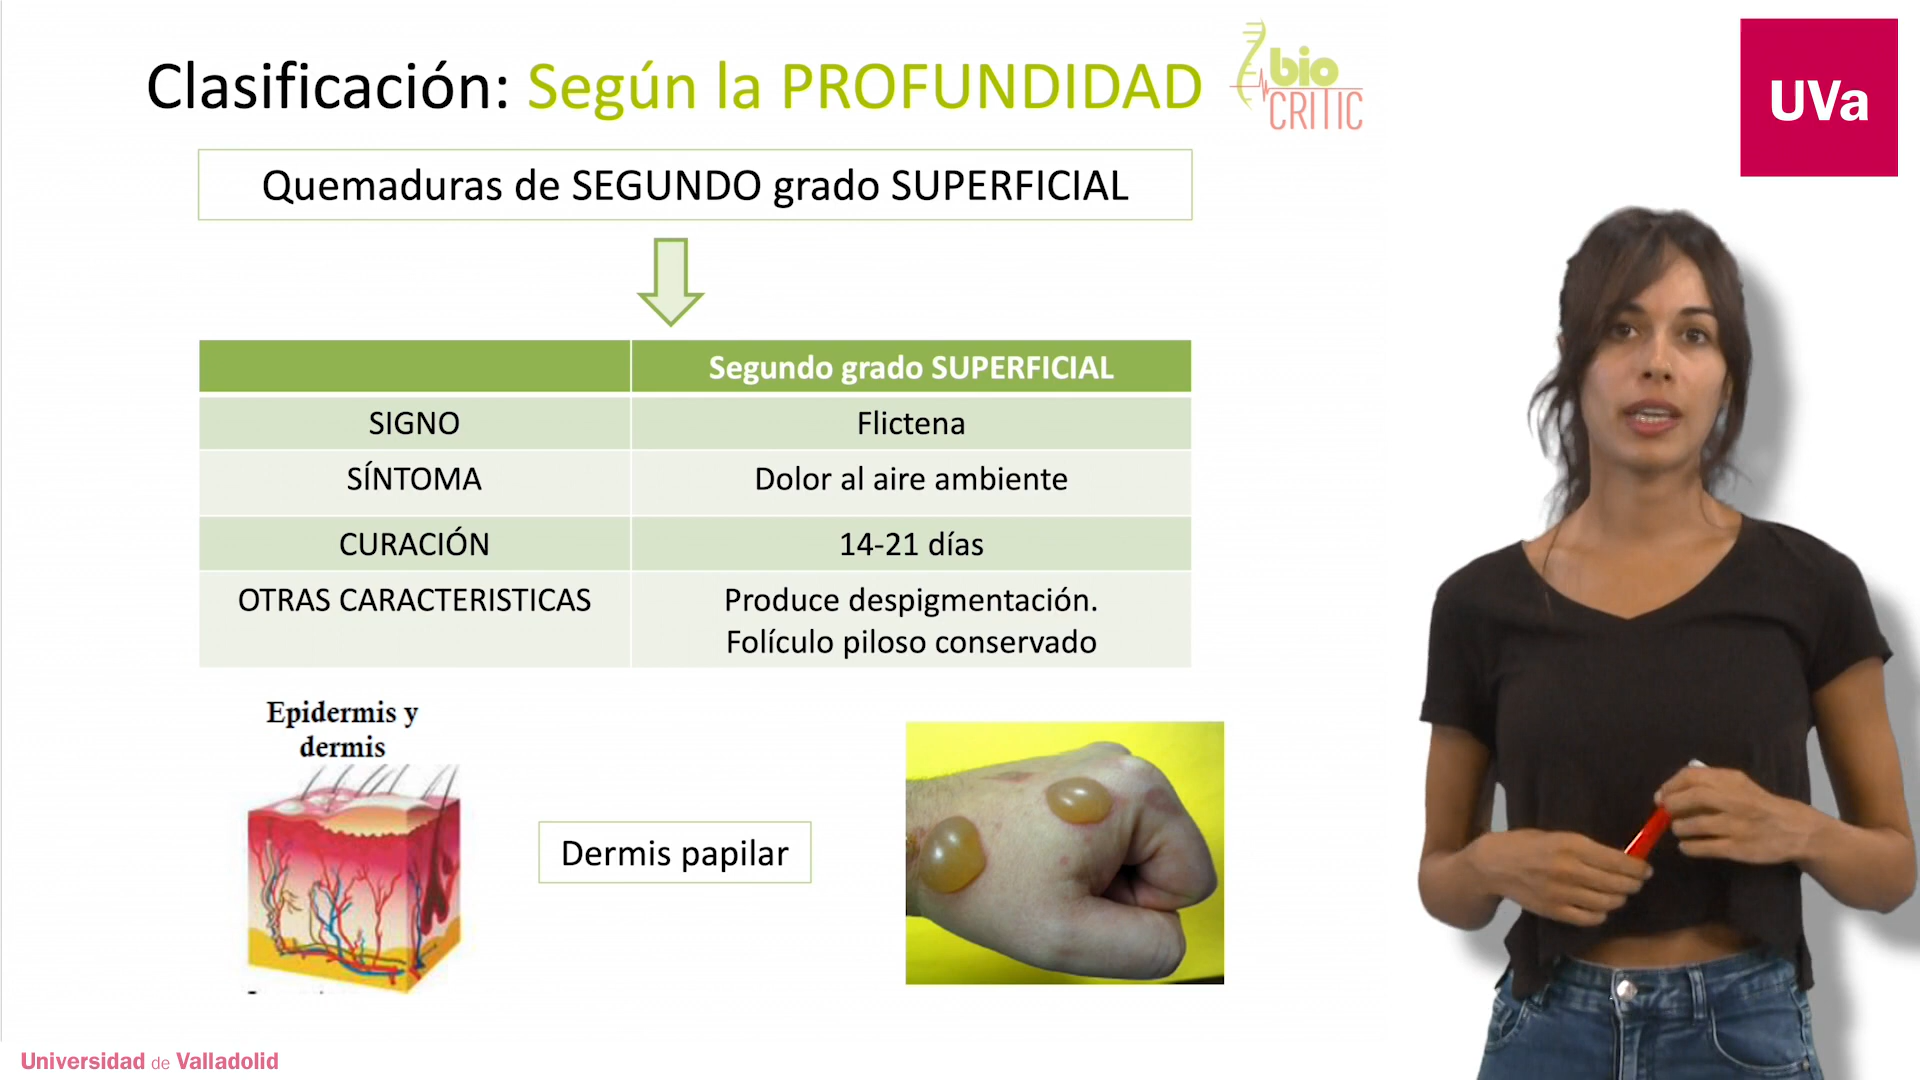 Clasificación: Según la PROFUNDIDAD
bio
CRITIC
UVa
Quemaduras de SEGUNDO grado SUPERFICIAL
Segundo grado SUPERFICIAL
SIGNO Flictena
SÍNTOMA Dolor al aire ambiente
CURACIÓN 14-21 días
OTRAS CARACTERISTICAS Produce despigmentación.
Folículo piloso conservado
Epidermis y
dermis
Dermis papilar
Universidad de Valladolid